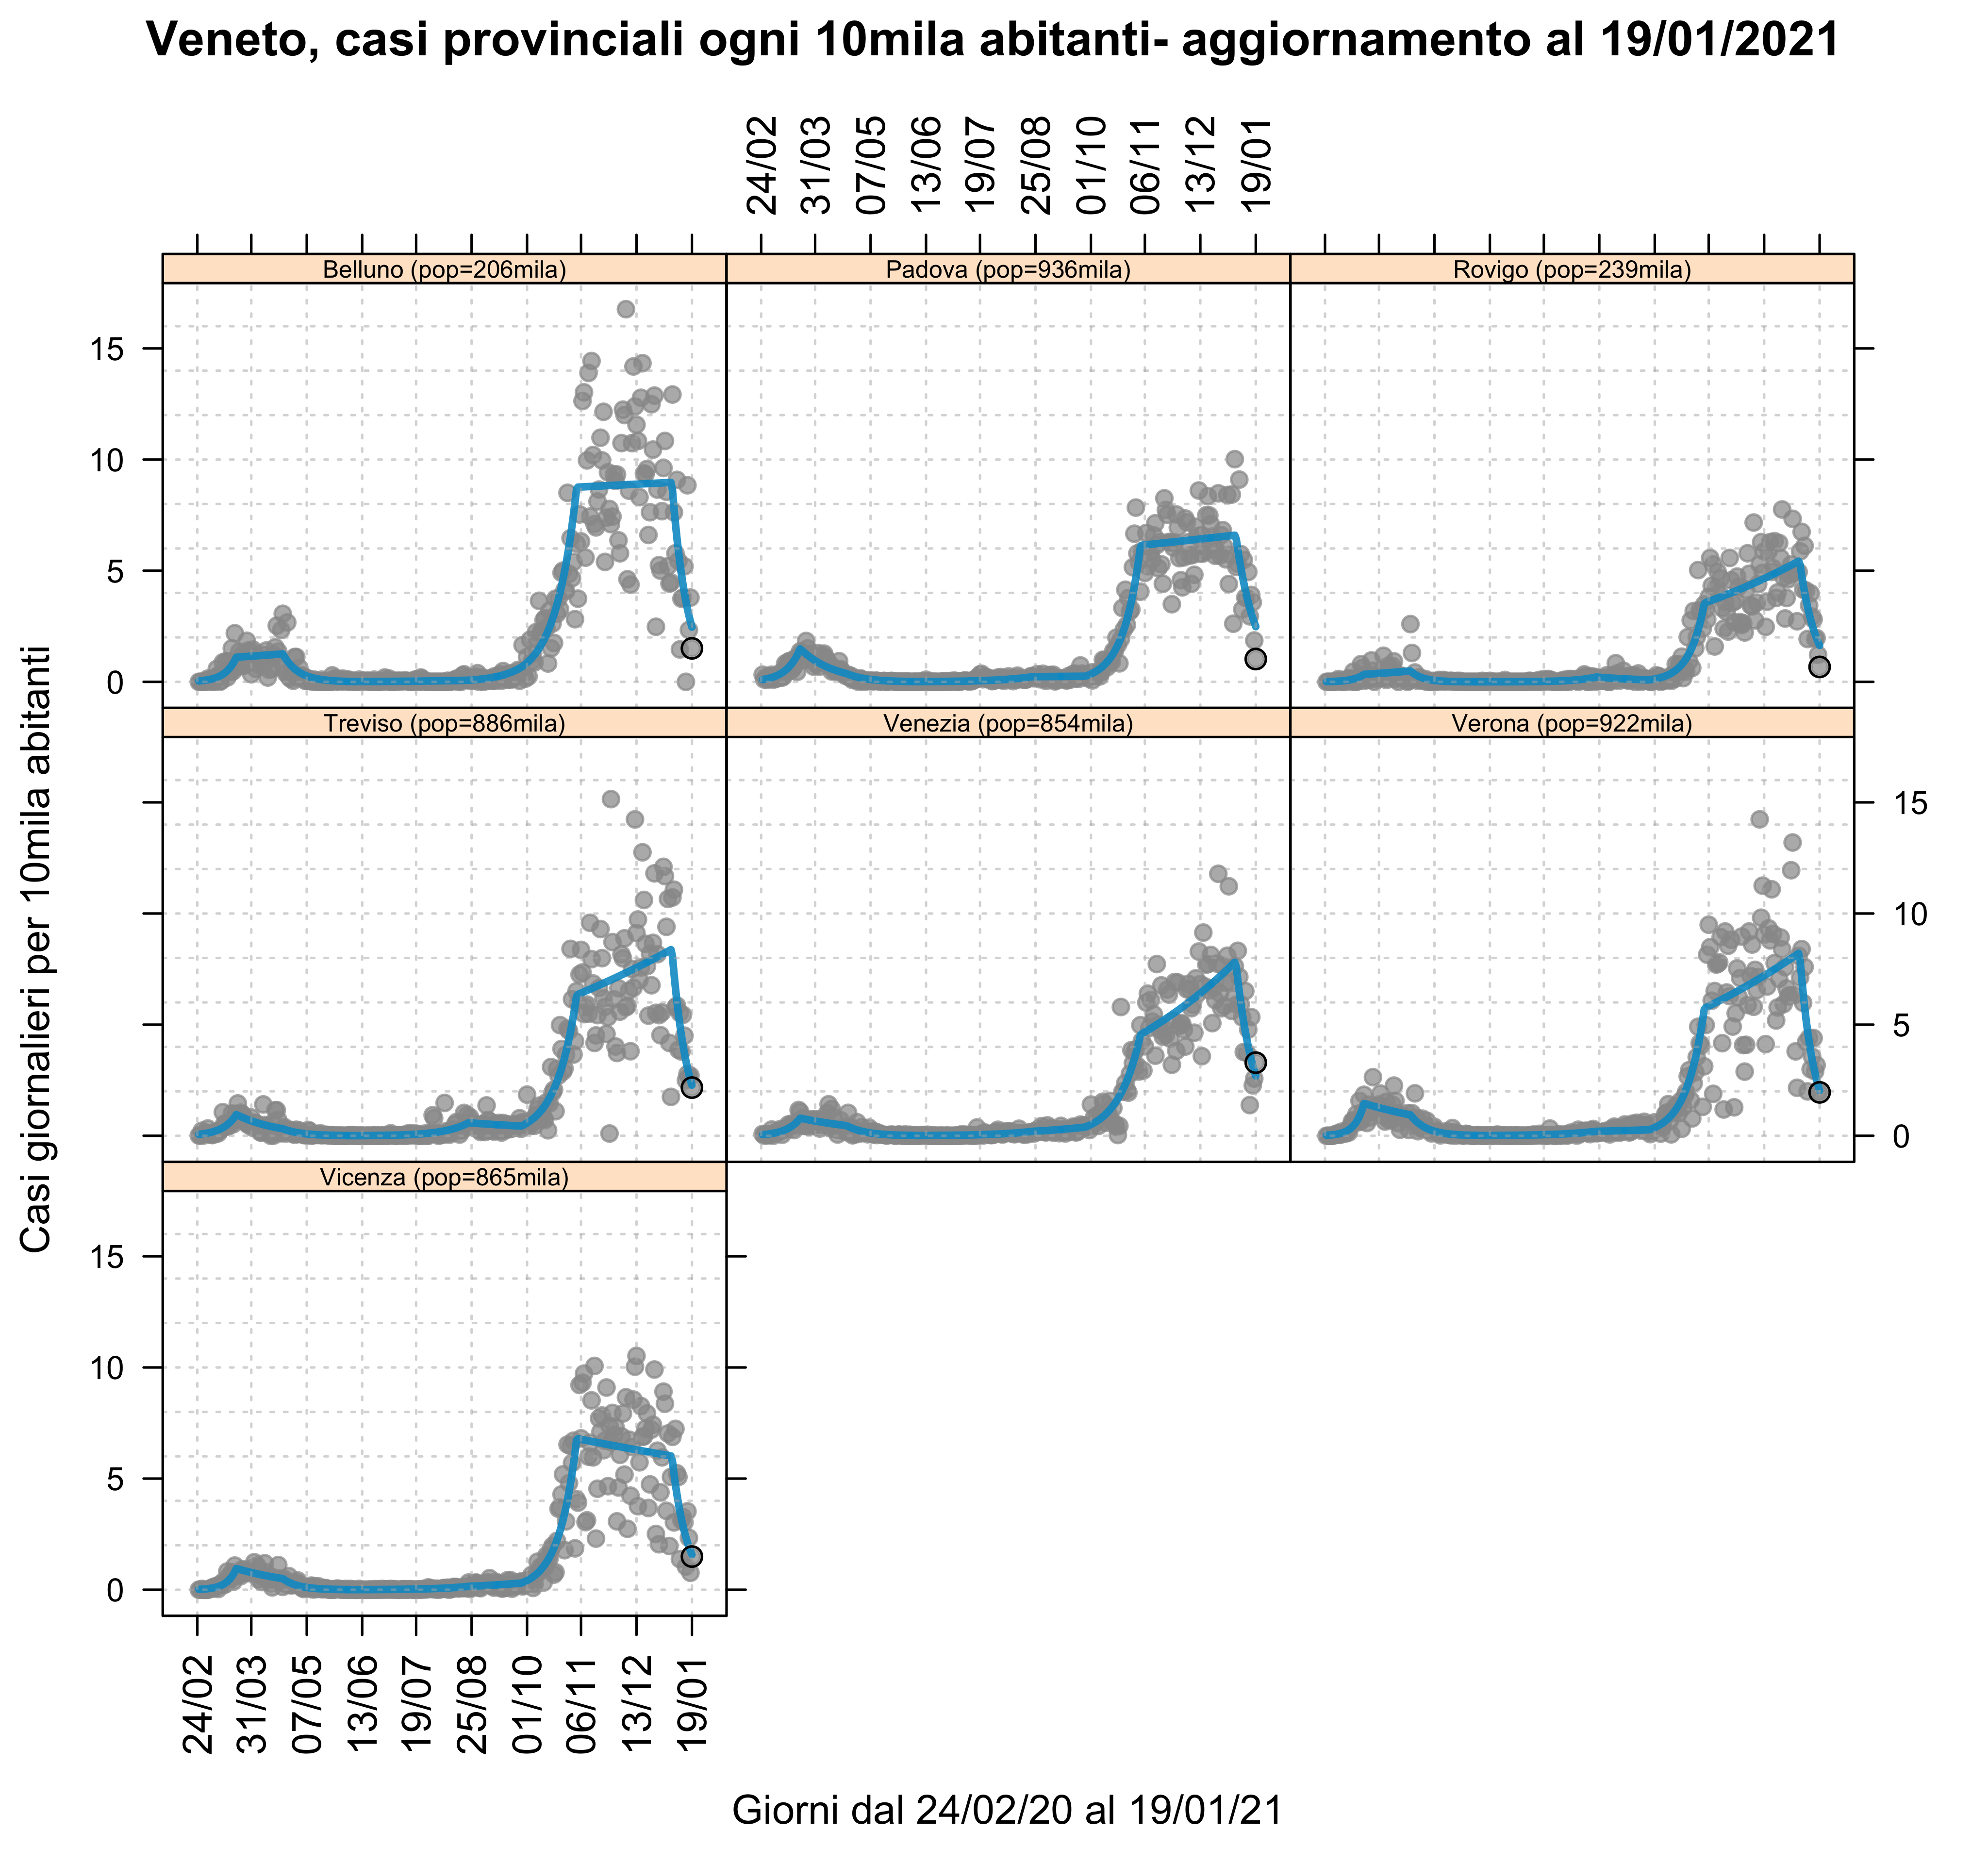 Veneto, casi provinciali ogni 10mila abitanti- aggiornamento al 19/01/2021
24/02 31/03 07/05 13/06 19/07 25/08 01/10 06/11 13/12 19/01
Belluno (pop=206mila) Padova (pop=936mila) Rovigo (pop=239mila)
15
10
5
0
Treviso (pop=886mila) Venezia (pop=854mila) Verona (pop=922mila)
15
10
5
0
Vicenza (pop=865mila)
15
10
5
0
24/02 31/03 07/05 13/06 19/07 25/08 01/10 06/11 13/12 19/01
Casi giornalieri per 10mila abitanti
Giorni dal 24/02/20 al 19/01/21